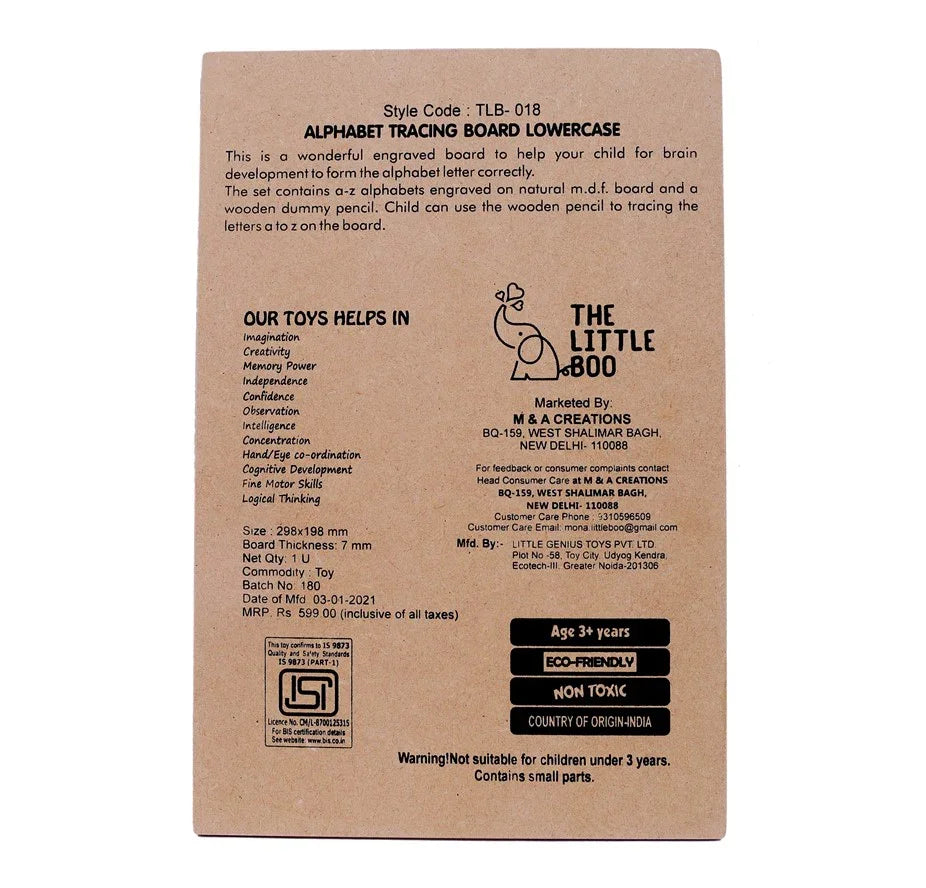 Style Code : TLB- 018
ALPHABET TRACING BOARD LOWERCASE
This is a wonderful engraved board to help your child for brain
development to form the alphabet letter correctly.
The set contains a-z alphabets engraved on natural m.d.f. board and a
wooden dummy pencil. Child can use the wooden pencil to tracing the
letters a to z on the board.
OUR TOYS HELPS IN
Imagination
Creativity
Memory Power
Independence
Confidence
Observation
Intelligence
Concentration
Hand/Eye co-ordination
Cognitive Development
Fine Motor Skills
Logical Thinking
Size : 298x198 mm
Board Thickness: 7 mm
Net Qty: 1 U
Commodity : Toy
Batch No: 180
Date of Mfd 03-01-2021
MRP. Rs 599.00 (inclusive of all taxes)
This toy confirms to IS 9873
Quality and Safety Standards
IS 9873 (PART-1)
ISI
Licence No. CM/L-8700125315
For BIS certification details
See website: www.bis.co.in
THE
LITTLE
BOO
Marketed By:
M & A CREATIONS
BQ-159, WEST SHALIMAR BAGH,
NEW DELHI- 110088
For feedback or consumer complaints contact
Head Consumer Care at M & A CREATIONS
BQ-159, WEST SHALIMAR BAGH,
NEW DELHI- 110088
Customer Care Phone : 9310596509
Customer Care Email: mona.littleboo@gmail.com
Mfd. By:- LITTLE GENIUS TOYS PVT. LTD
Plot No -58, Toy City, Udyog Kendra,
Ecotech-III, Greater Noida-201306
Age 3+ years
ECO-FRIENDLY
NON TOXIC
COUNTRY OF ORIGIN-INDIA
Warning!Not suitable for children under 3 years.
Contains small parts.